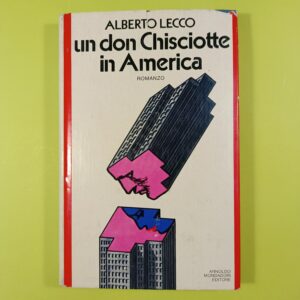 ALBERTO LECCO
un don Chisciotte
in America
ROMANZO
ARNOLDO
MONDADORI
EDITORE